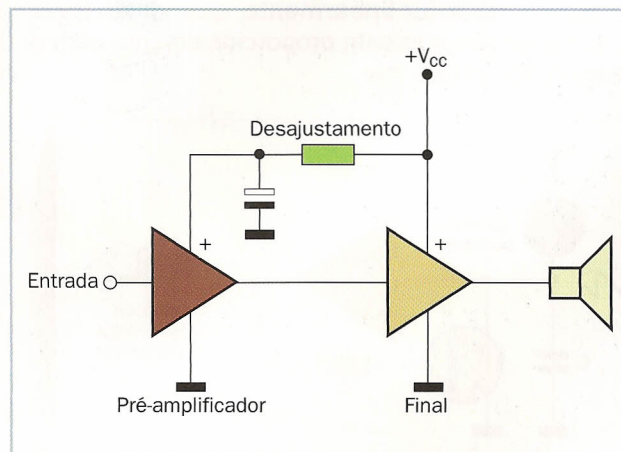 +VCC
Desajustamento
+
+
Entrada
Pré-amplificador
Final